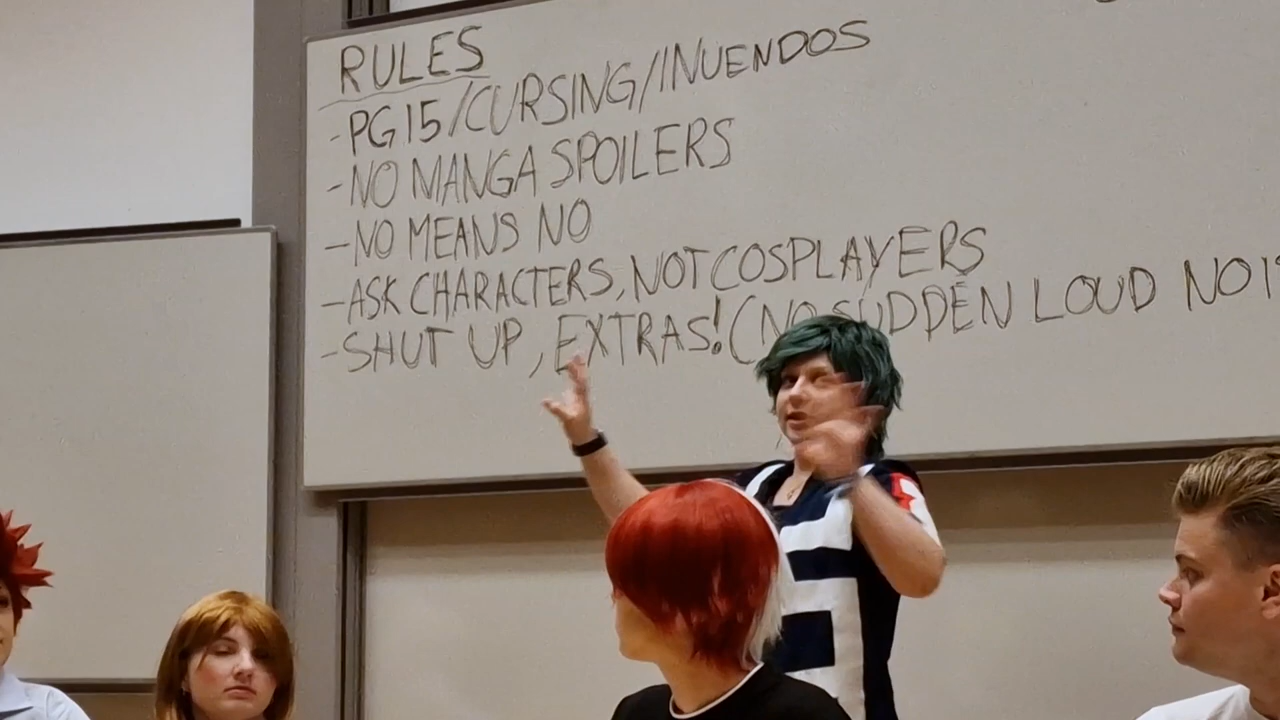 RULES
-PG15/CURSING/INUENDOS
-NO MANGA SPOILERS
-NO MEANS NO
-ASK CHARACTERS, NOT COSPLAYERS
-SHUT UP, EXTRAS! (NO SUDDEN LOUD